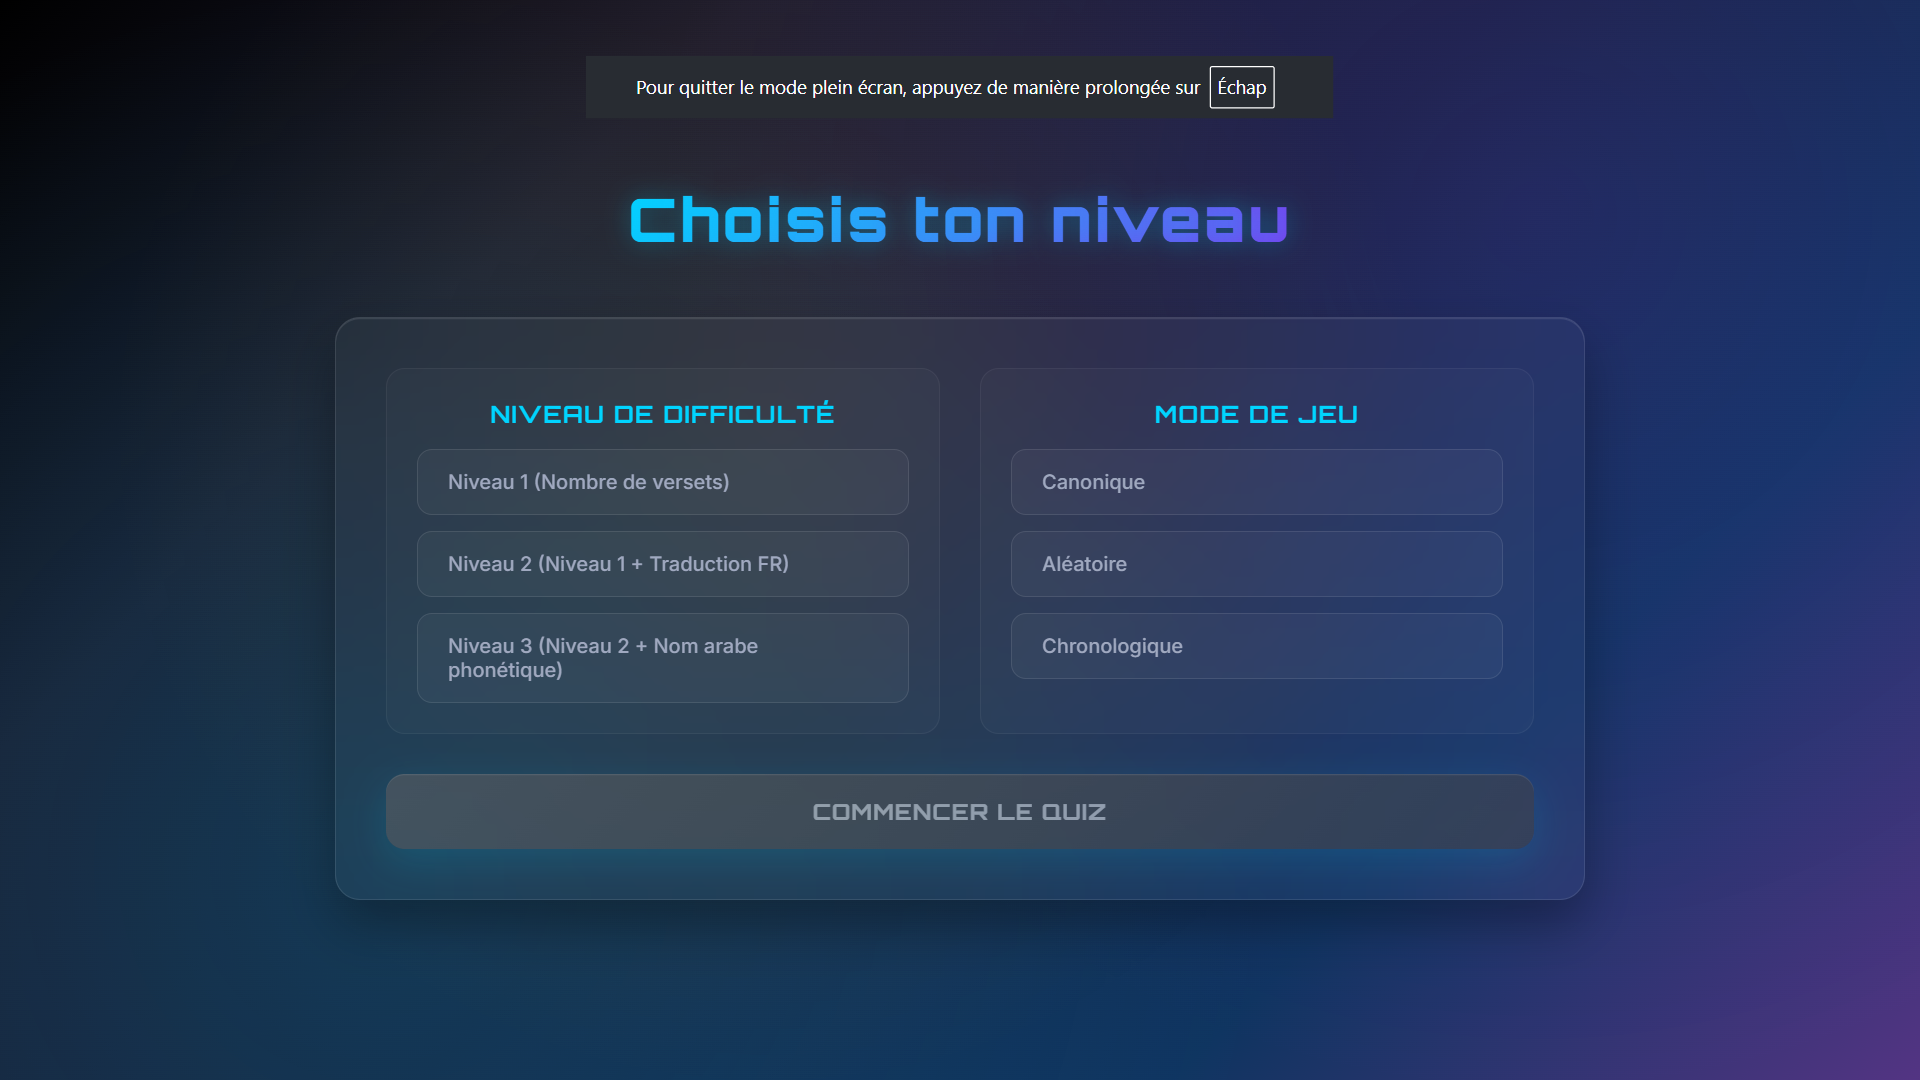 Pour quitter le mode plein écran, appuyez de manière prolongée sur Échap
Choisis ton niveau
NIVEAU DE DIFFICULTÉ
Niveau 1 (Nombre de versets)
Niveau 2 (Niveau 1 + Traduction FR)
Niveau 3 (Niveau 2 + Nom arabe
phonétique)
MODE DE JEU
Canonique
Aléatoire
Chronologique
COMMENCER LE QUIZ